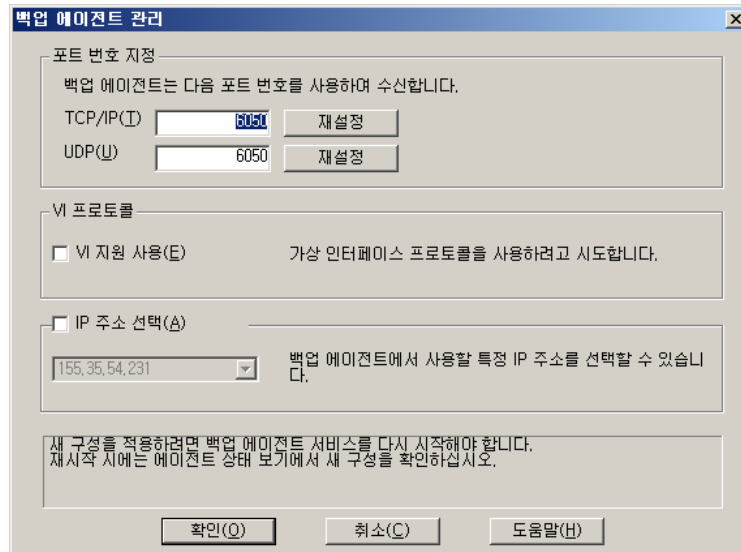 백업 에이전트 관리
포트 번호 지정
백업 에이전트는 다음 포트 번호를 사용하여 수신합니다.
TCP/IP(T) 6050 재설정
UDP(U) 6050 재설정
VI 프로토콜
VI 지원 사용(E) 가상 인터페이스 프로토콜을 사용하려고 시도합니다.
IP 주소 선택(A)
155,35,54,231 백업 에이전트에서 사용할 특정 IP 주소를 선택할 수 있습니
다.
새 구성을 적용하려면 백업 에이전트 서비스를 다시 시작해야 합니다.
재시작 시에는 에이전트 상태 보기에서 새 구성을 확인하십시오.
확인(O) 취소(C) 도움말(H)